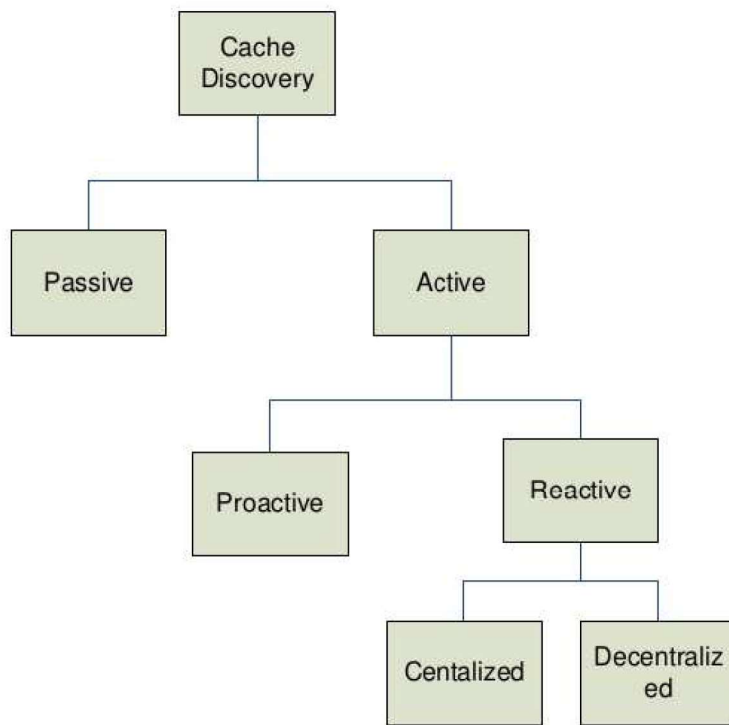 Cache
Discovery
Passive
Active
Proactive
Reactive
Centalized
Decentraliz
ed